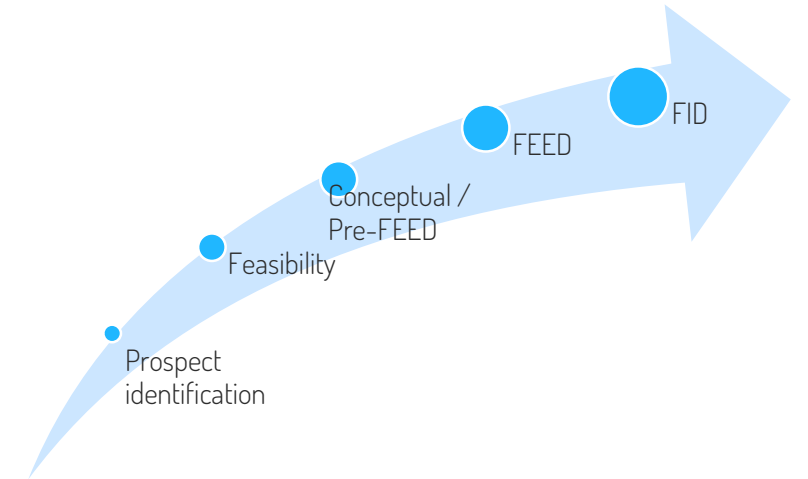 Prospect
identification
Feasibility
Conceptual /
Pre-FEED
FEED
FID